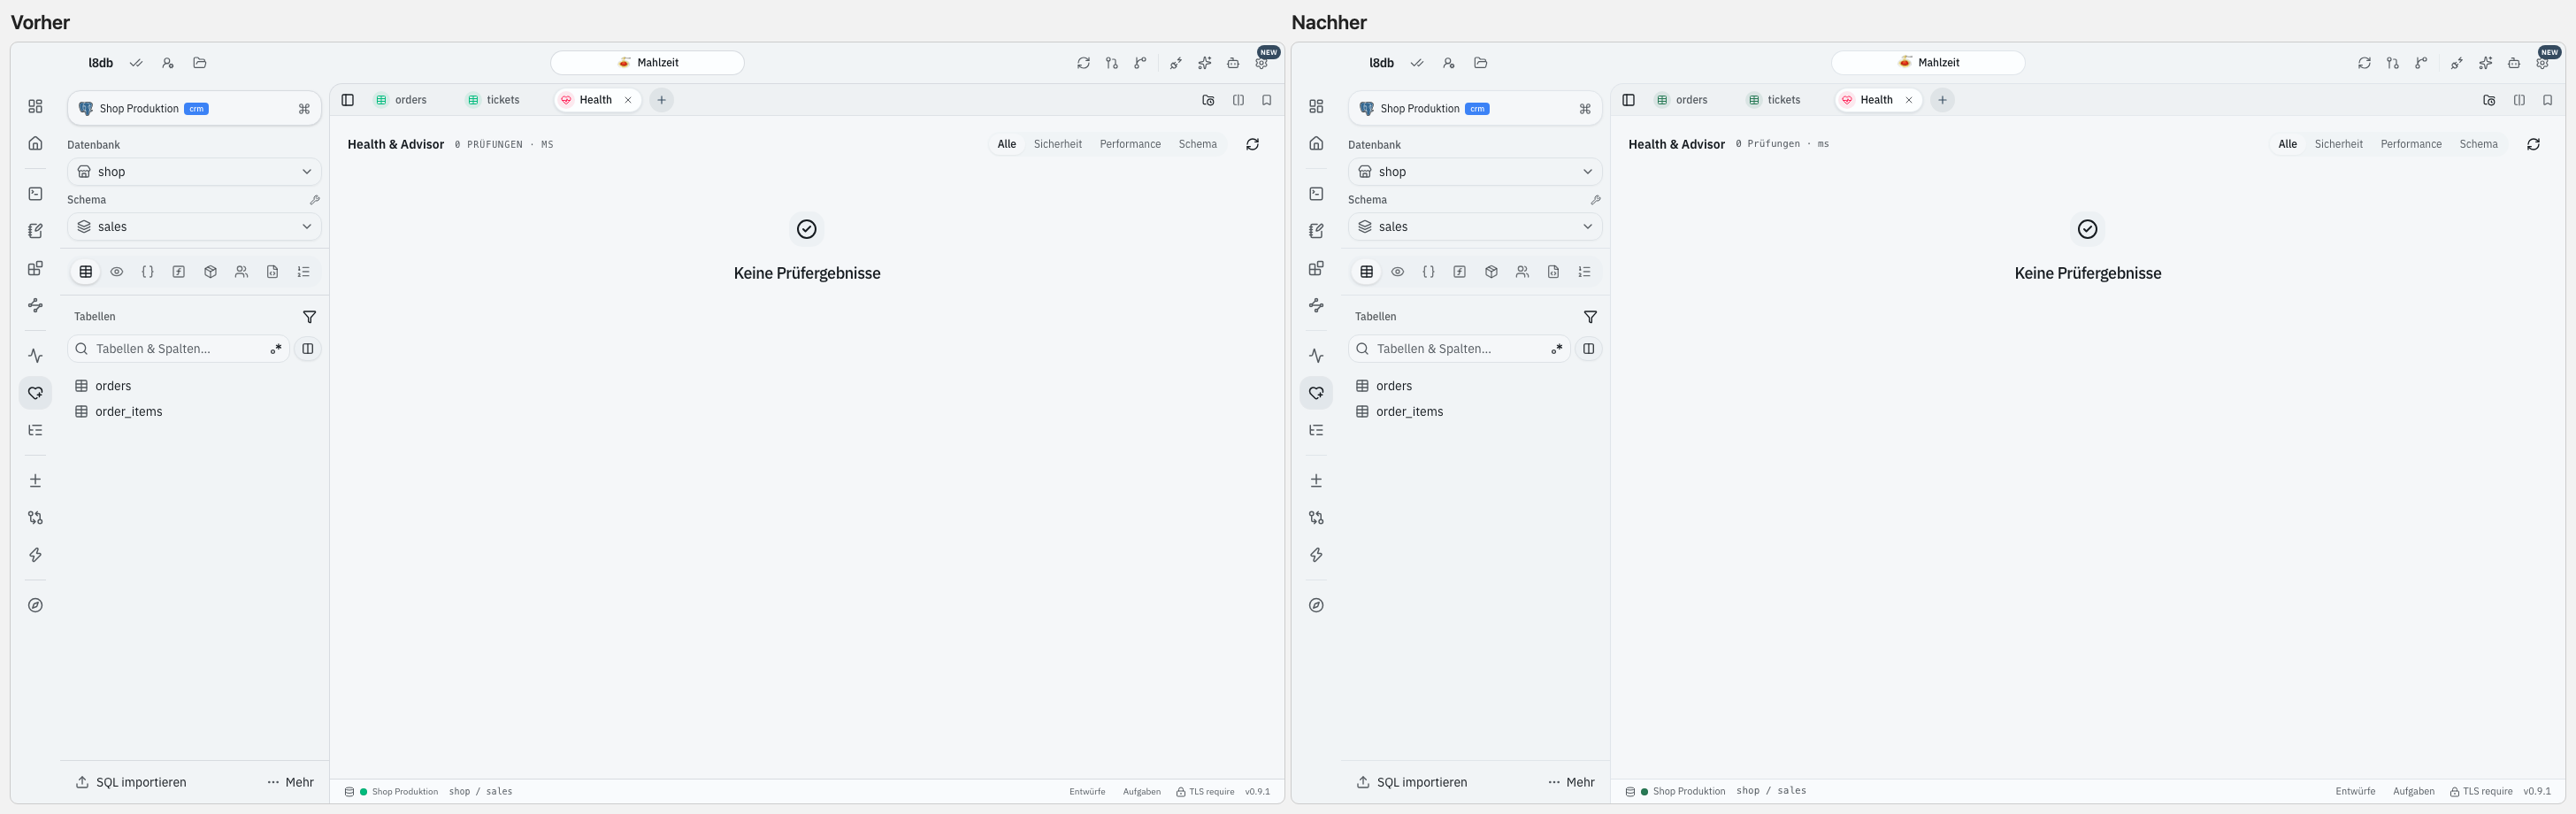 Vorher
l8db
Mahlzeit
NEW
Shop Produktion crm ⌘
orders
tickets
Health
Datenbank
shop
Schema
sales
Health & Advisor 0 PRÜFUNGEN · MS
Alle Sicherheit Performance Schema
Keine Prüfergebnisse
Tabellen
Tabellen & Spalten...
orders
order_items
SQL importieren
Mehr
Shop Produktion shop / sales
Entwürfe Aufgaben TLS require v0.9.1
Nachher
l8db
Mahlzeit
NEW
Shop Produktion crm ⌘
orders
tickets
Health
Datenbank
shop
Schema
sales
Health & Advisor 0 Prüfungen · ms
Alle Sicherheit Performance Schema
Keine Prüfergebnisse
Tabellen
Tabellen & Spalten...
orders
order_items
SQL importieren
Mehr
Shop Produktion shop / sales
Entwürfe Aufgaben TLS require v0.9.1